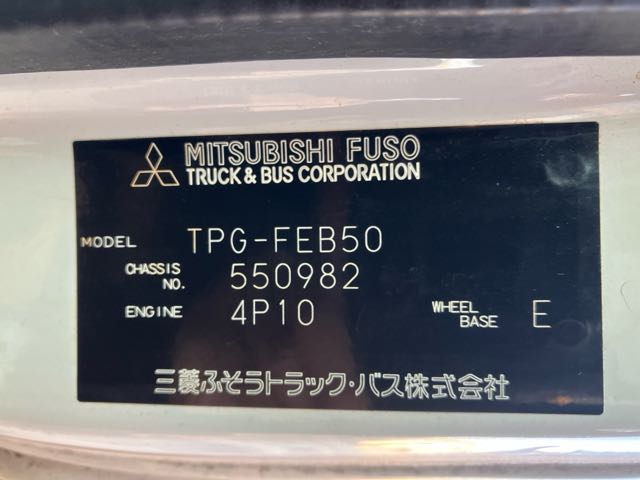 MITSUBISHI FUSO
TRUCK & BUS CORPORATION
MODEL TPG-FEB50
CHASSIS NO. 550982
ENGINE 4P10 WHEEL BASE E
三菱ふそうトラック・バス株式会社